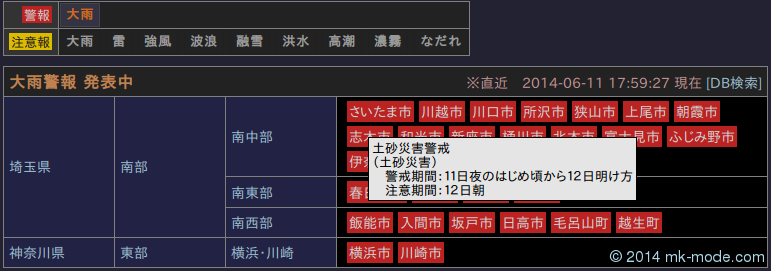 警報 大雨
注意報 大雨 雷 強風 波浪 融雪 洪水 高潮 濃霧 なだれ
大雨警報 発表中 ※直近 2014-06-11 17:59:27 現在 [DB検索]
埼玉県 南部 南中部 さいたま市 川越市 川口市 所沢市 狭山市 上尾市 朝霞市
志木市 和光市 新座市 桶川市 北本市 富士見市 ふじみ野市
土砂災害警戒
(土砂災害)
警戒期間:11日夜のはじめ頃から12日明け方
注意期間:12日朝
南東部
南西部 飯能市 入間市 坂戸市 日高市 毛呂山町 越生町
神奈川県 東部 横浜・川崎 横浜市 川崎市
© 2014 mk-mode.com